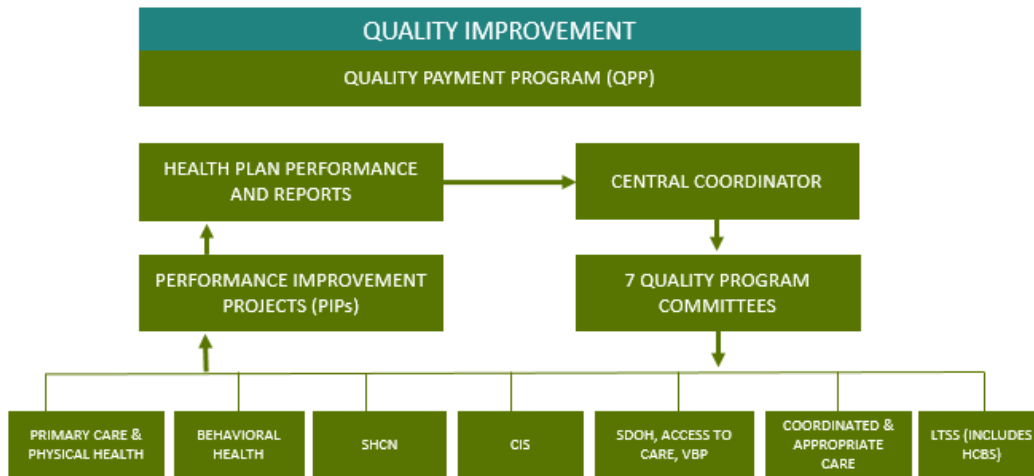 QUALITY IMPROVEMENT
QUALITY PAYMENT PROGRAM (QPP)
HEALTH PLAN PERFORMANCE
AND REPORTS
CENTRAL COORDINATOR
PERFORMANCE IMPROVEMENT
PROJECTS (PIPs)
7 QUALITY PROGRAM
COMMITTEES
PRIMARY CARE &
PHYSICAL HEALTH
BEHAVIORAL
HEALTH
SHCN
CIS
SDOH, ACCESS TO
CARE, VBP
COORDINATED &
APPROPRIATE
CARE
LTSS (INCLUDES
HCBS)